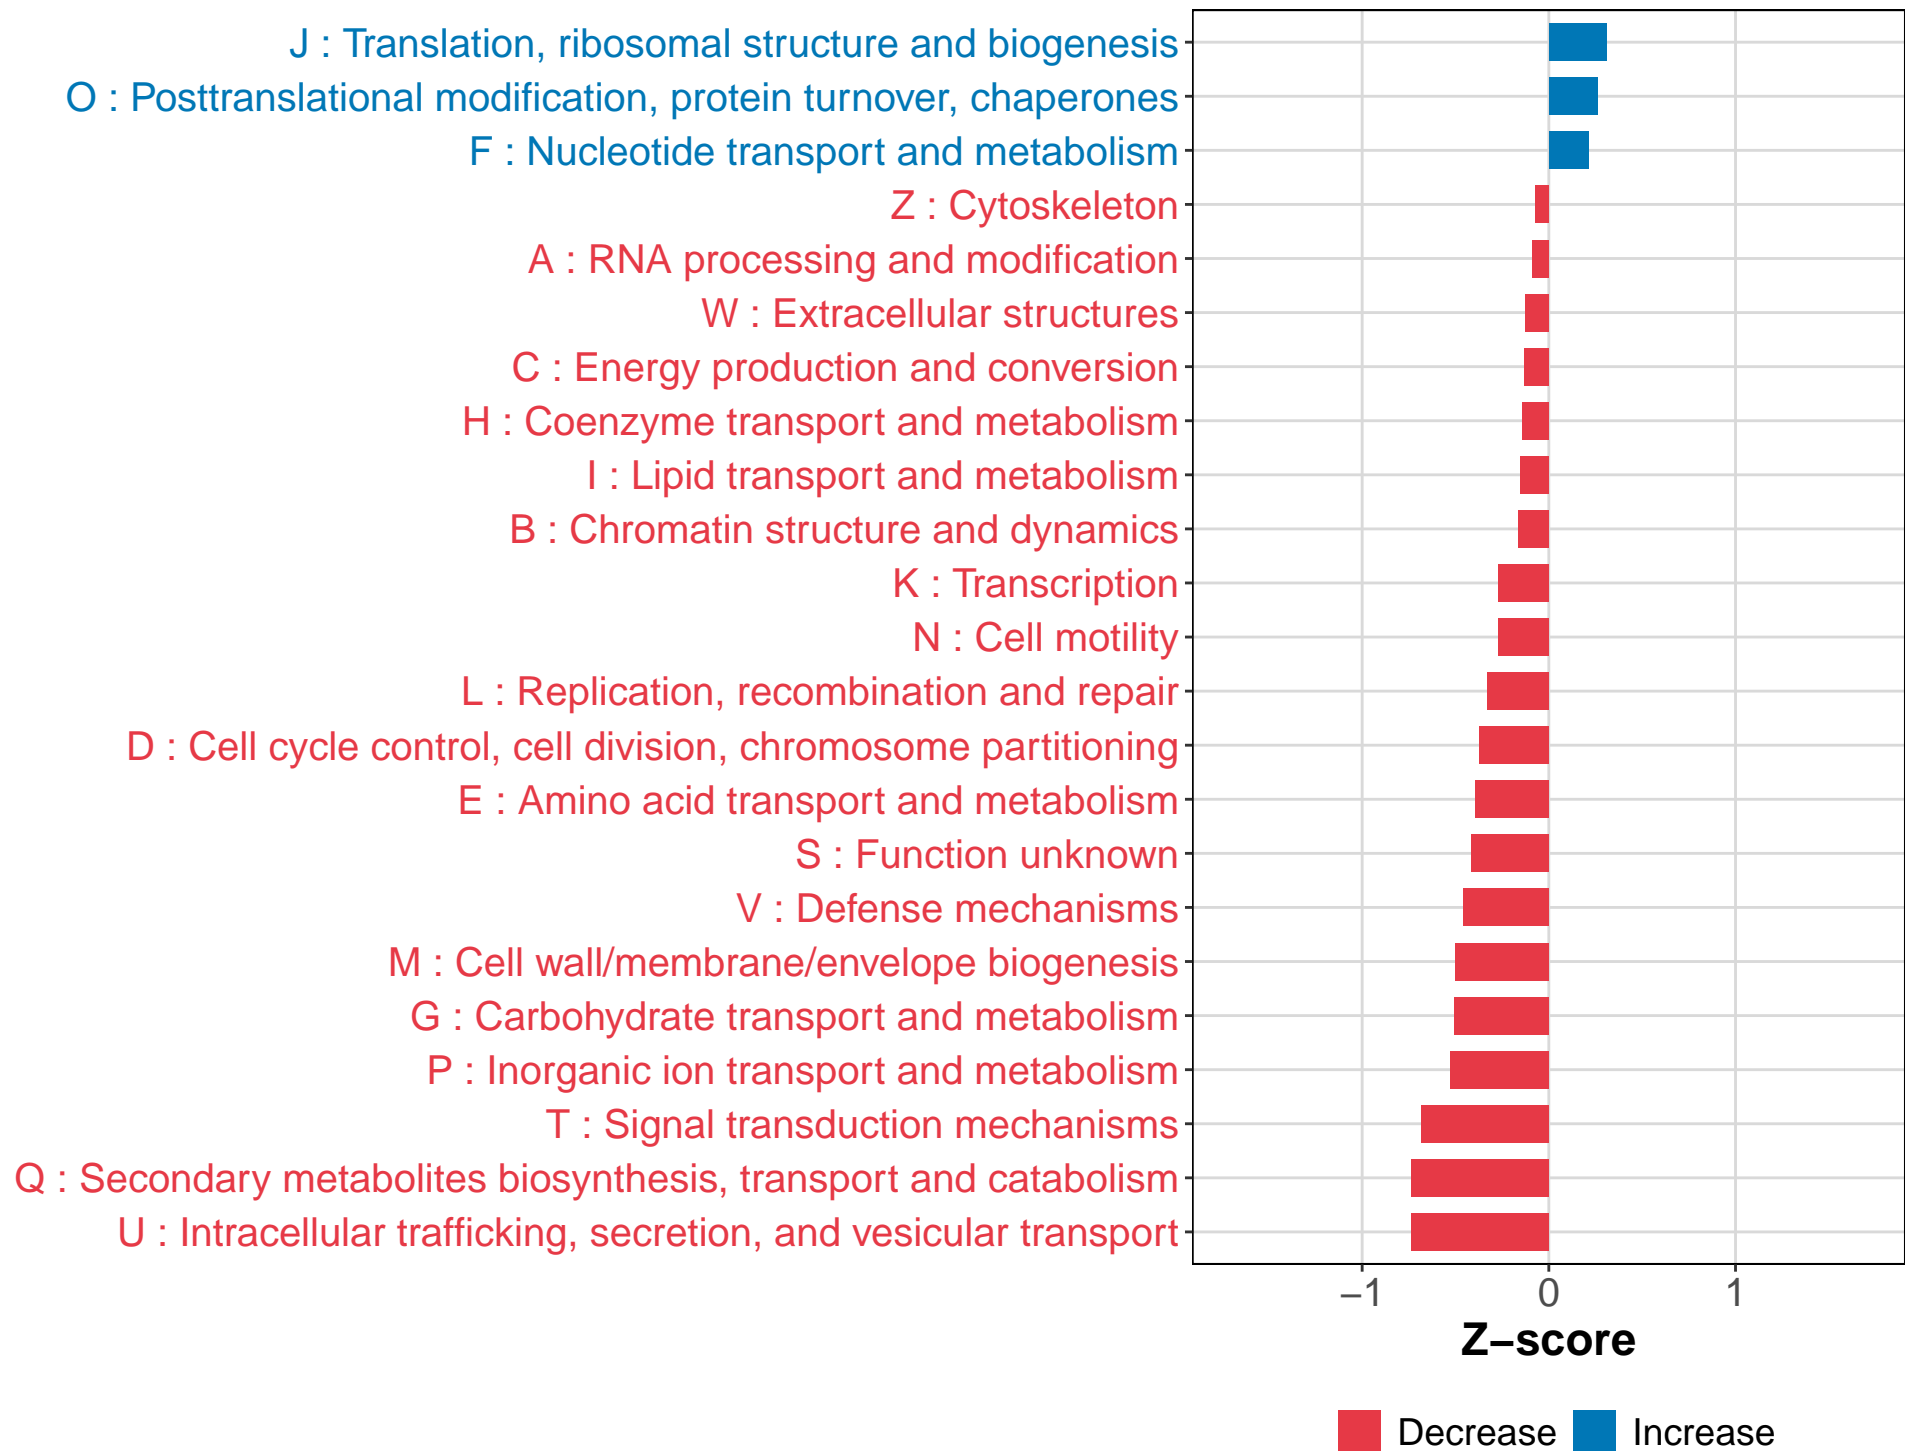 J : Translation, ribosomal structure and biogenesis
O : Posttranslational modification, protein turnover, chaperones
F : Nucleotide transport and metabolism
Z : Cytoskeleton
A : RNA processing and modification
W : Extracellular structures
C : Energy production and conversion
H : Coenzyme transport and metabolism
I : Lipid transport and metabolism
B : Chromatin structure and dynamics
K : Transcription
N : Cell motility
L : Replication, recombination and repair
D : Cell cycle control, cell division, chromosome partitioning
E : Amino acid transport and metabolism
S : Function unknown
V : Defense mechanisms
M : Cell wall/membrane/envelope biogenesis
G : Carbohydrate transport and metabolism
P : Inorganic ion transport and metabolism
T : Signal transduction mechanisms
Q : Secondary metabolites biosynthesis, transport and catabolism
U : Intracellular trafficking, secretion, and vesicular transport
−1 0 1
Z−score
Decrease Increase